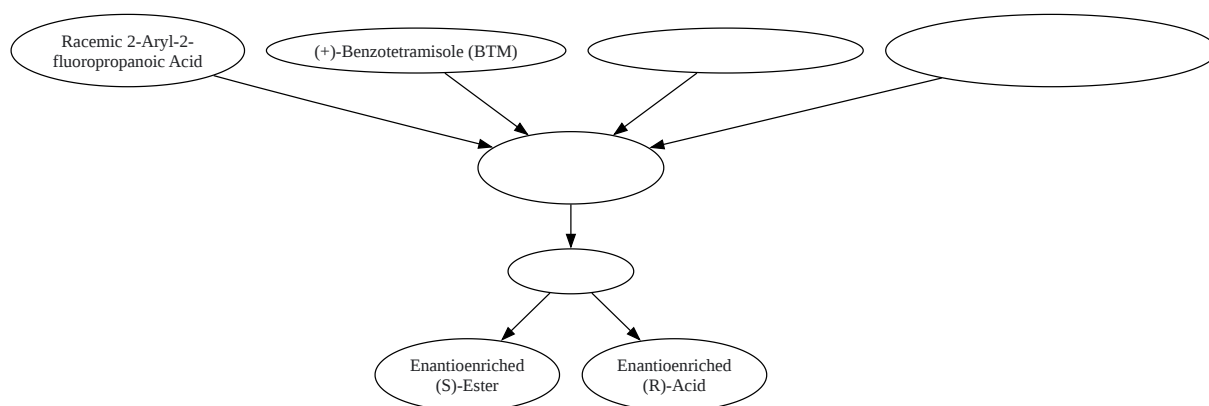 Racemic 2-Aryl-2-
fluoropropanoic Acid
(+)-Benzotetramisole (BTM)
Enantioenriched
(S)-Ester
Enantioenriched
(R)-Acid